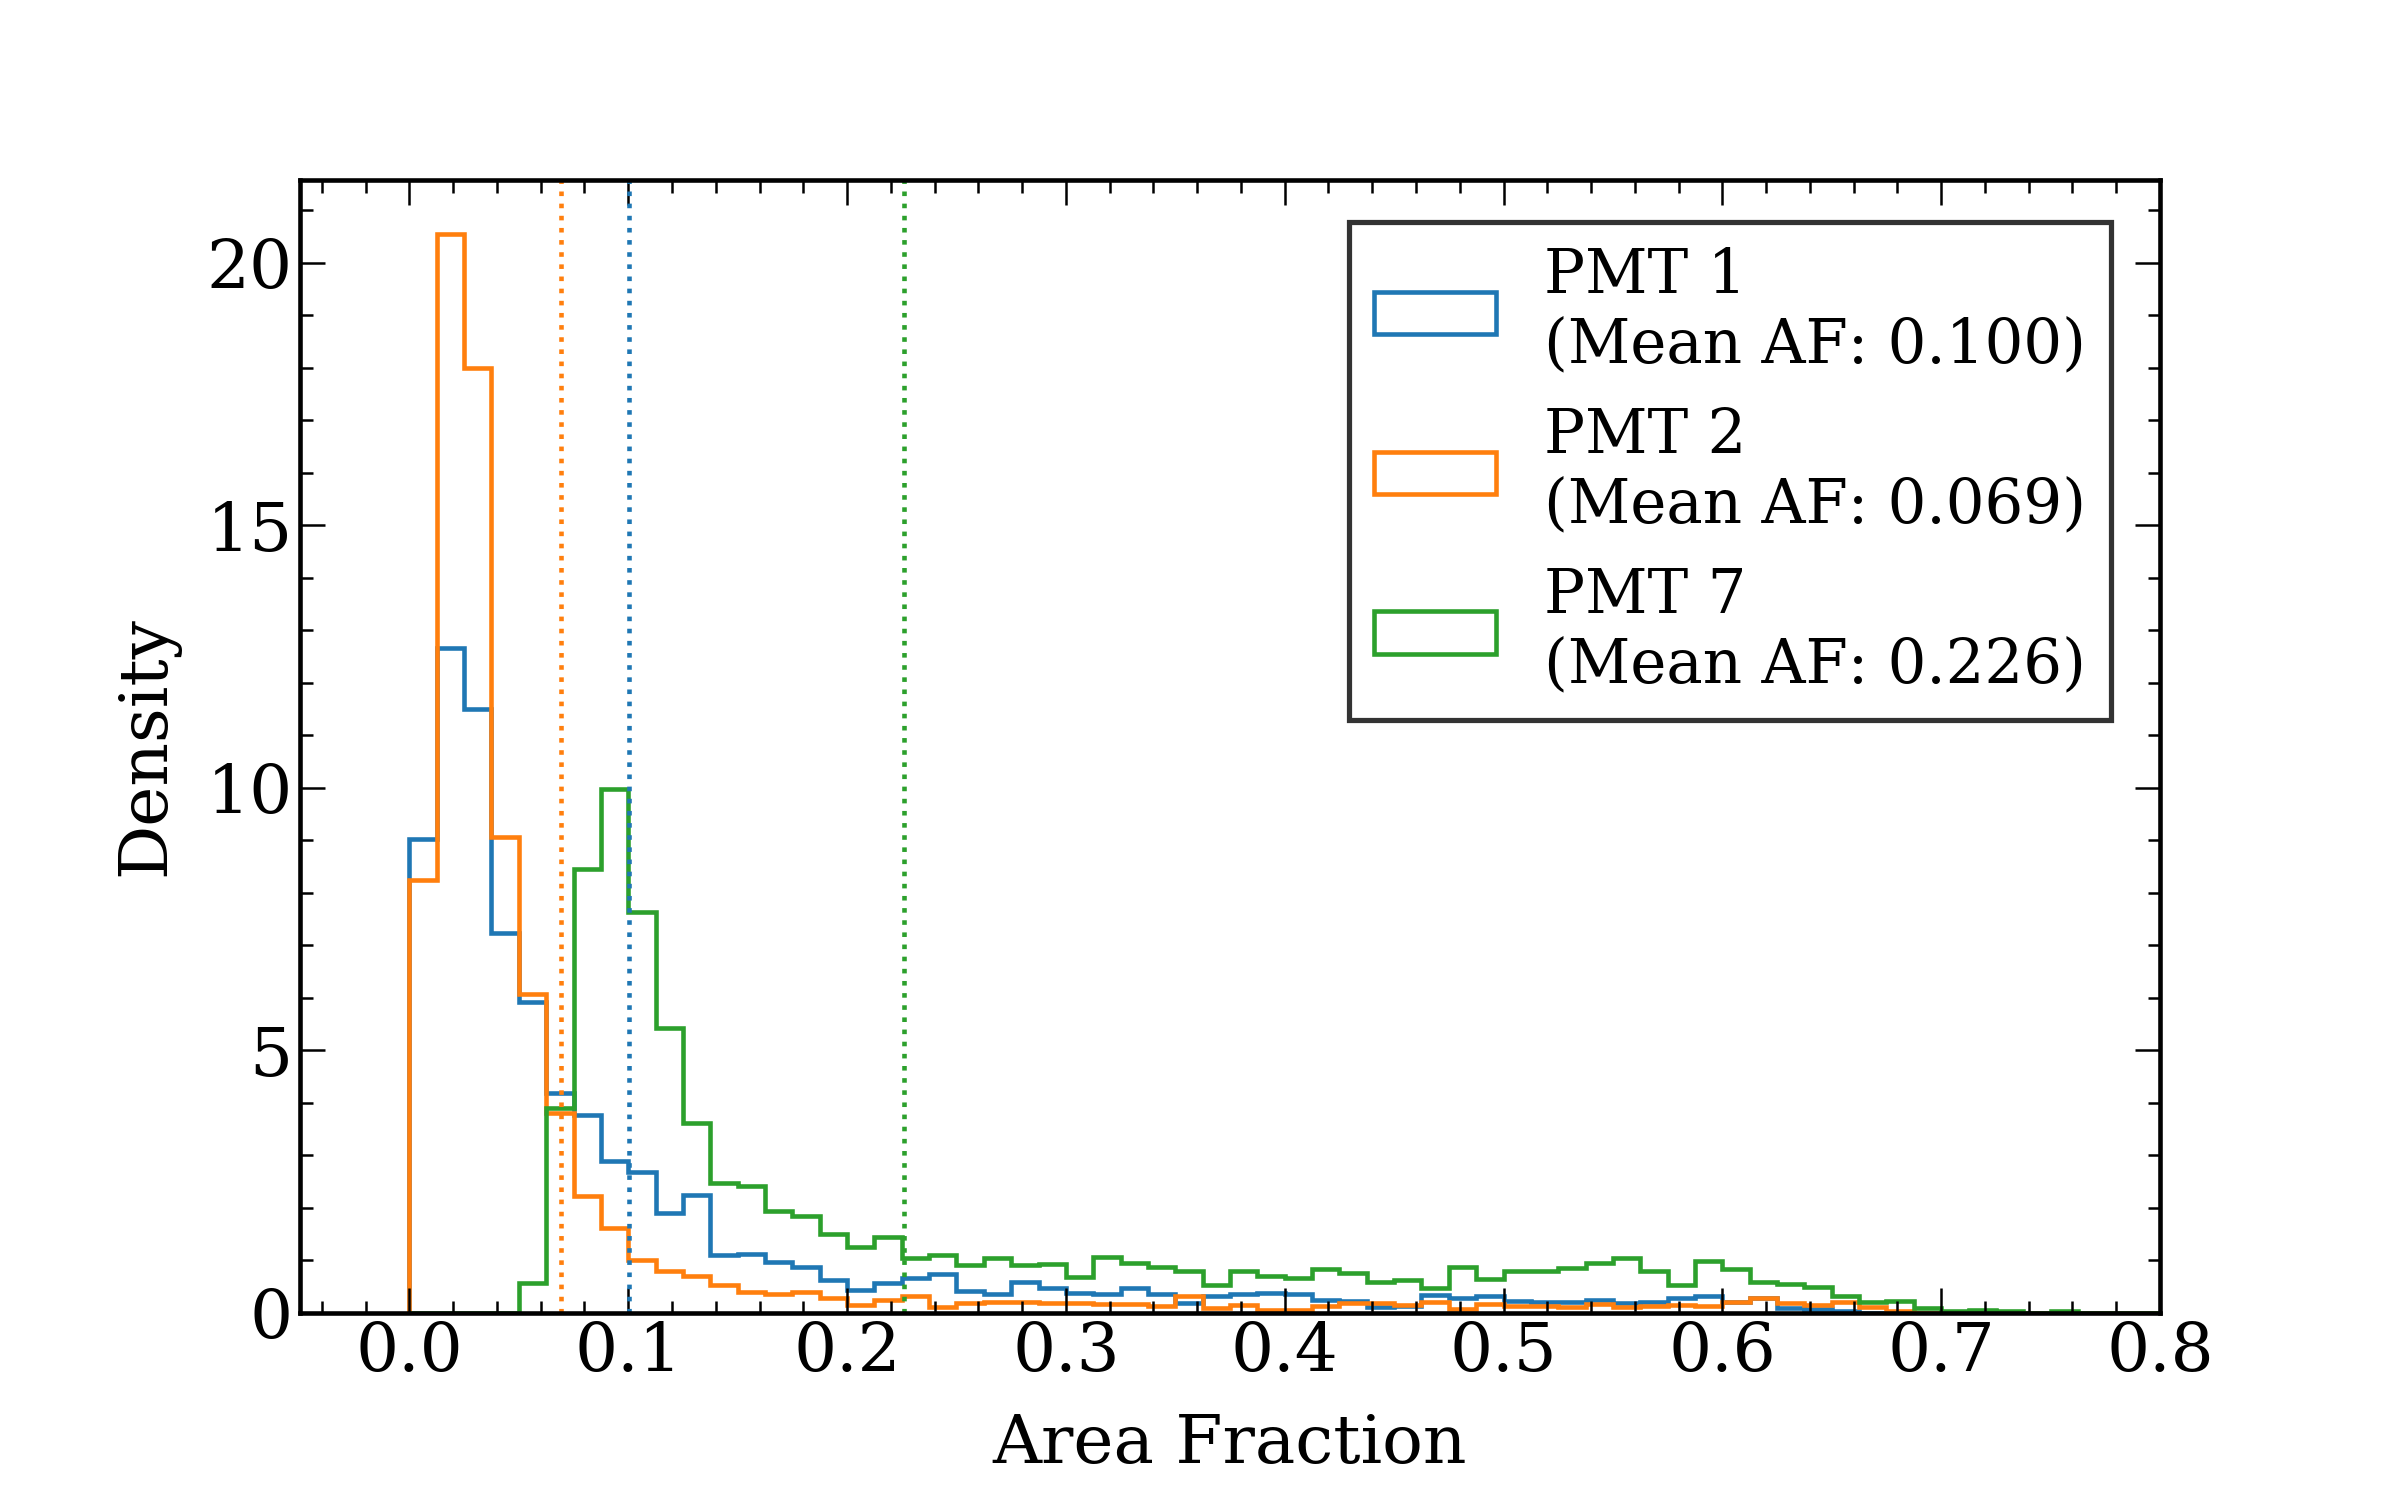 PMT 1
(Mean AF: 0.100)
PMT 2
(Mean AF: 0.069)
PMT 7
(Mean AF: 0.226)
20
15
10
5
0
Density
0.0 0.1 0.2 0.3 0.4 0.5 0.6 0.7 0.8
Area Fraction